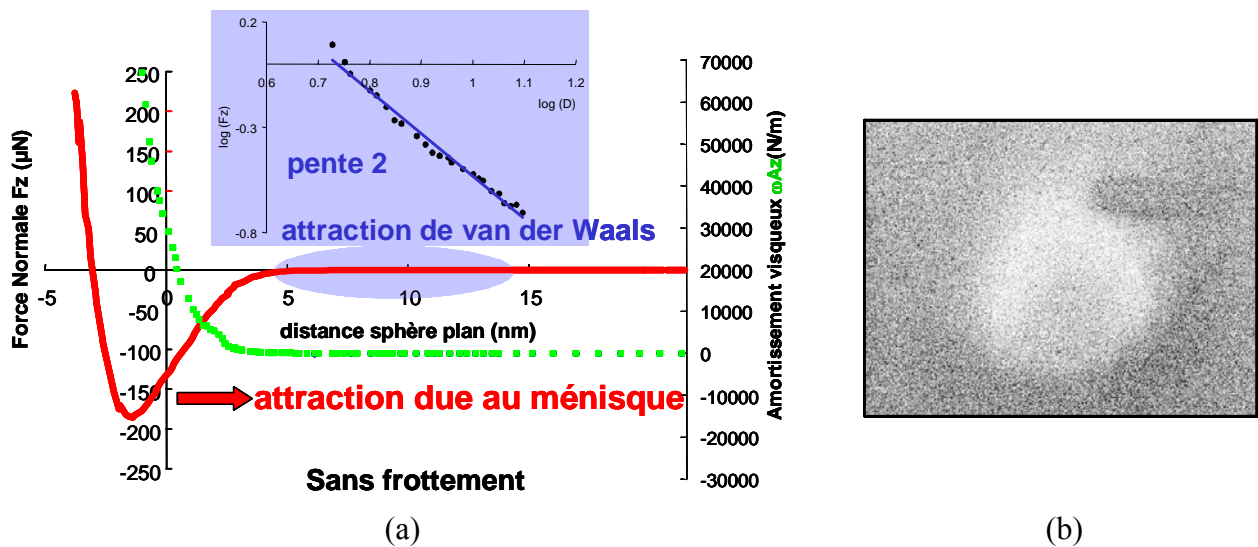 0.2
-0.3
-0.8
0.6 0.7 0.8 0.9 1 1.1 1.2
log (D)
log (Fz)
pente 2
attraction de van der Waals
Force Normale Fz (µN)
250
200
150
100
50
0
-50
-100
-150
-200
-250
-5 0 5 10 15
distance sphère plan (nm)
70000
60000
50000
40000
30000
20000
10000
0
-10000
-20000
-30000
Amortissement visqueux ωAz(N/m)
attraction due au ménisque
Sans frottement
(a)
(b)